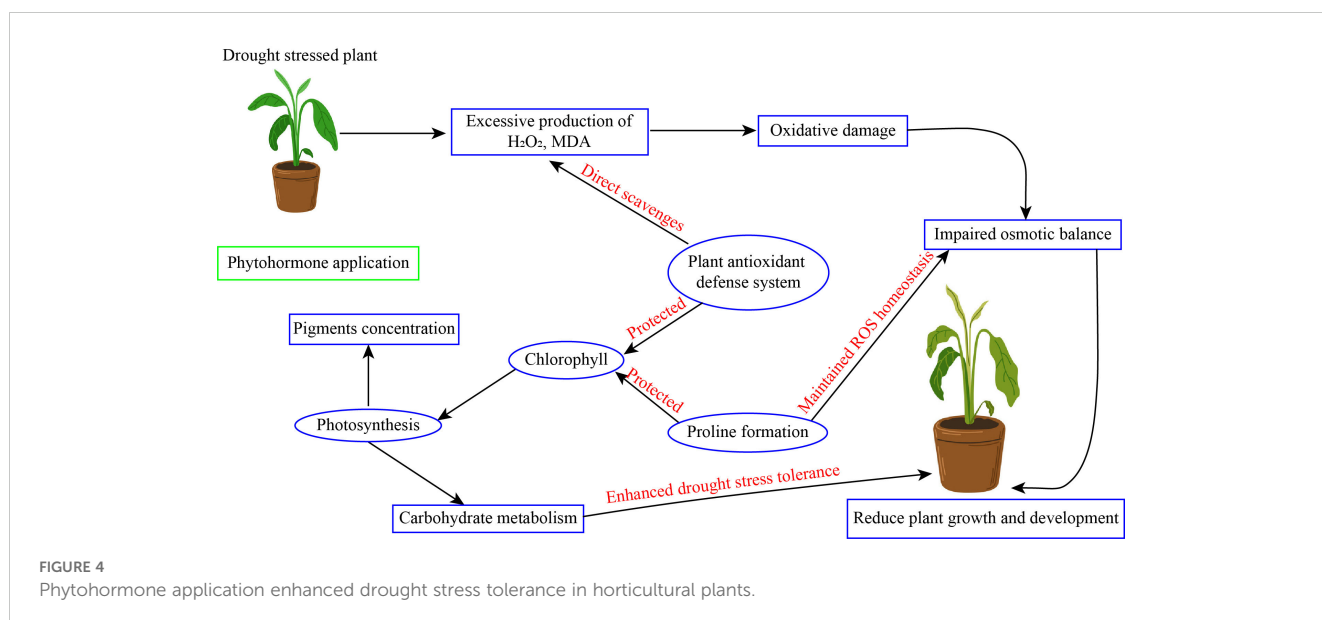 Drought stressed plant
Excessive production of
H₂O₂, MDA
Oxidative damage
Direct scavenges
Impaired osmotic balance
Phytohormone application
Plant antioxidant
defense system
Pigments concentration
Protected
Maintained ROS homeostasis
Chlorophyll
Protected
Photosynthesis
Proline formation
Enhanced drought stress tolerance
Carbohydrate metabolism
Reduce plant growth and development
FIGURE 4
Phytohormone application enhanced drought stress tolerance in horticultural plants.